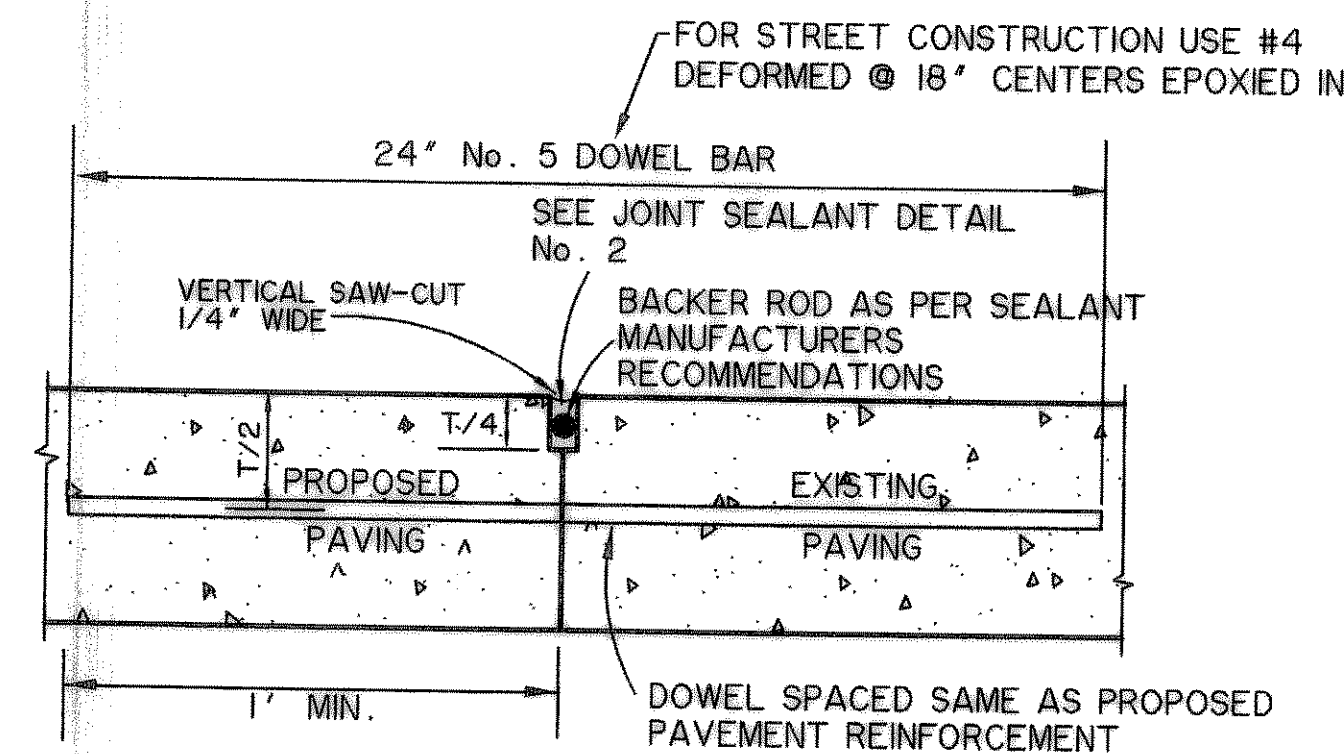 FOR STREET CONSTRUCTION USE #4
DEFORMED @ 18" CENTERS EPOXIED IN
24" No. 5 DOWEL BAR
SEE JOINT SEALANT DETAIL
No. 2
VERTICAL SAW-CUT
1/4" WIDE
BACKER ROD AS PER SEALANT
MANUFACTURERS
RECOMMENDATIONS
T/2
T/4
PROPOSED
PAVING
EXISTING
PAVING
1' MIN.
DOWEL SPACED SAME AS PROPOSED
PAVEMENT REINFORCEMENT